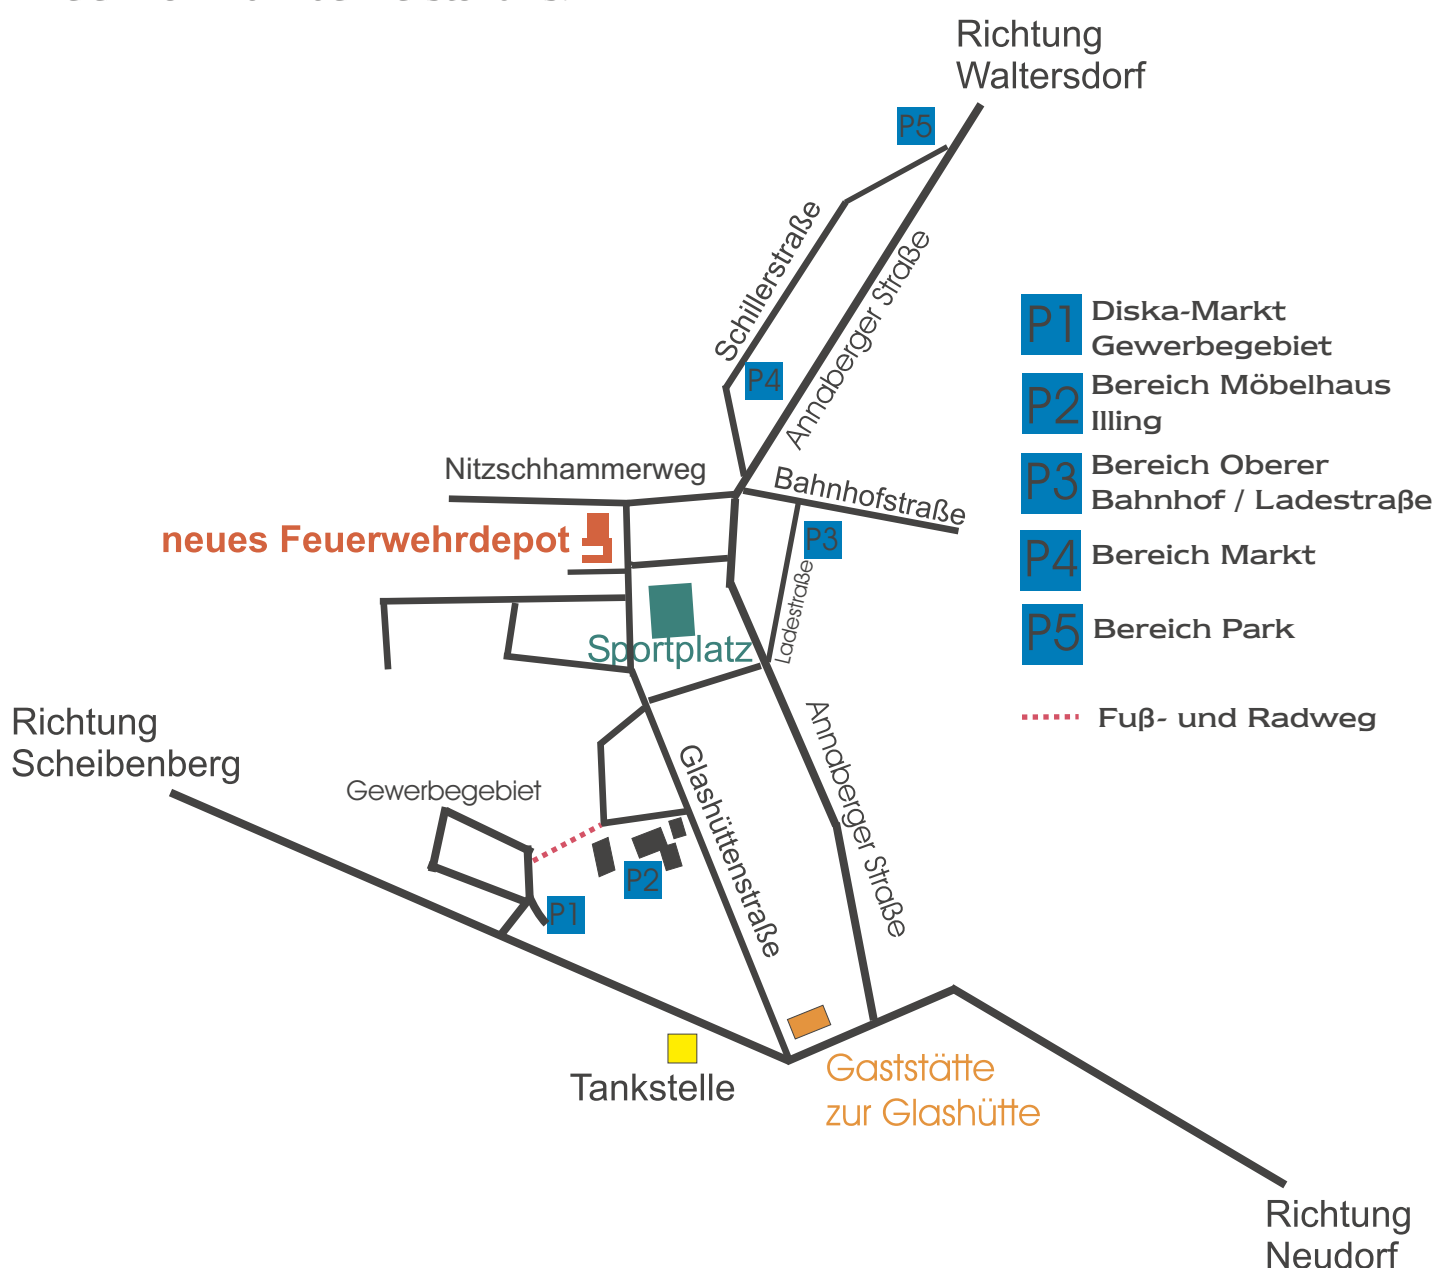 Richtung
Waltersdorf
P5
Schillerstraße
Annaberger Straße
P4
P1 Diska-Markt
Gewerbegebiet
P2 Bereich Möbelhaus
Illing
P3 Bereich Oberer
Bahnhof / Ladestraße
P4 Bereich Markt
P5 Bereich Park
Fuß- und Radweg
Nitzschhammerweg
Bahnhofstraße
neues Feuerwehrdepot
P3
Ladestraße
Sportplatz
Richtung
Scheibenberg
Gewerbegebiet
Glashüttenstraße
Annaberger Straße
P2
P1
Tankstelle
Gaststätte
zur Glashütte
Richtung
Neudorf